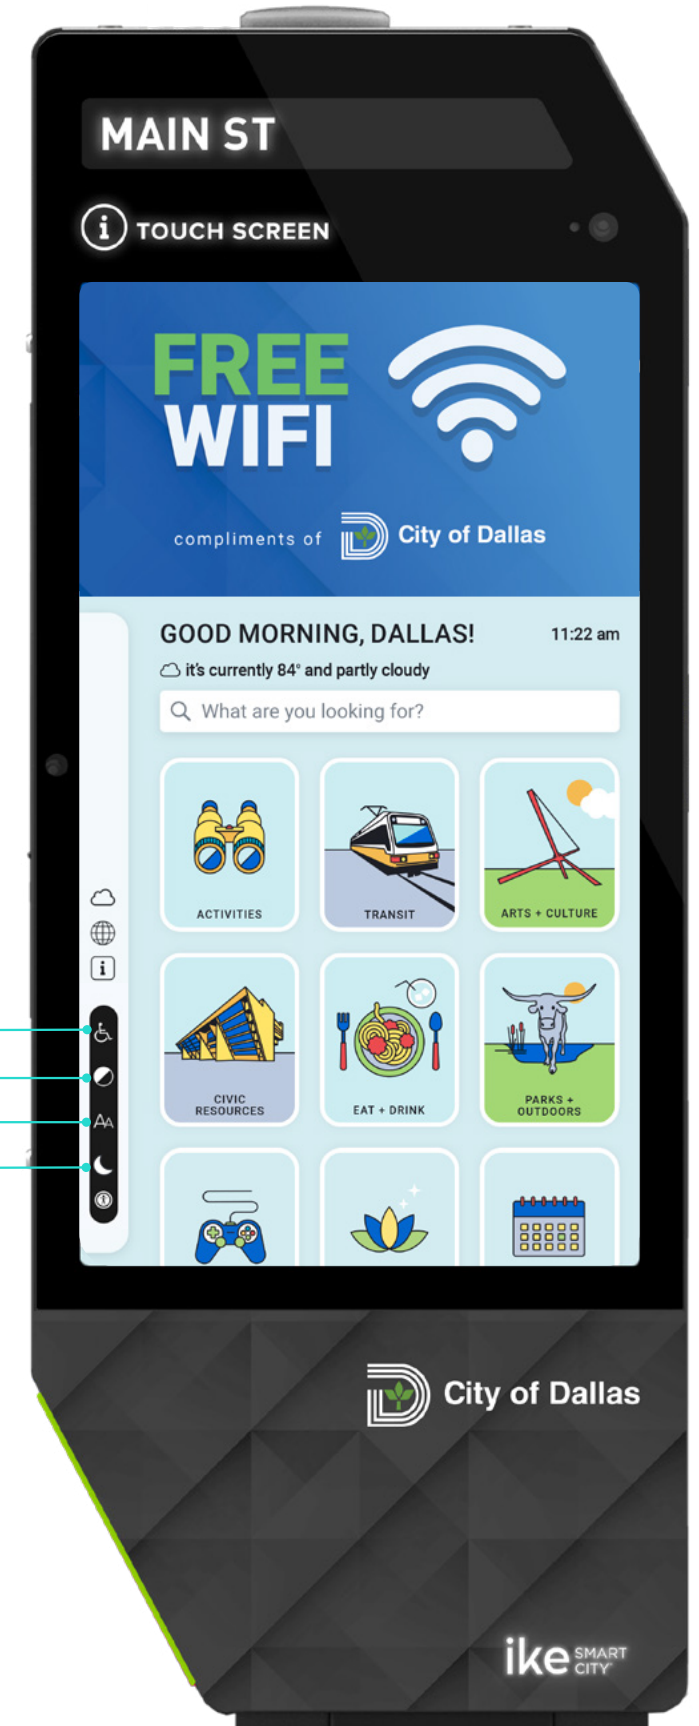 MAIN ST
i TOUCH SCREEN
FREE
WIFI
compliments of City of Dallas
GOOD MORNING, DALLAS!
11:22 am
it's currently 84° and partly cloudy
What are you looking for?
ACTIVITIES
TRANSIT
ARTS + CULTURE
CIVIC
RESOURCES
EAT + DRINK
PARKS +
OUTDOORS
i
AA
i
City of Dallas
ike SMART
CITY